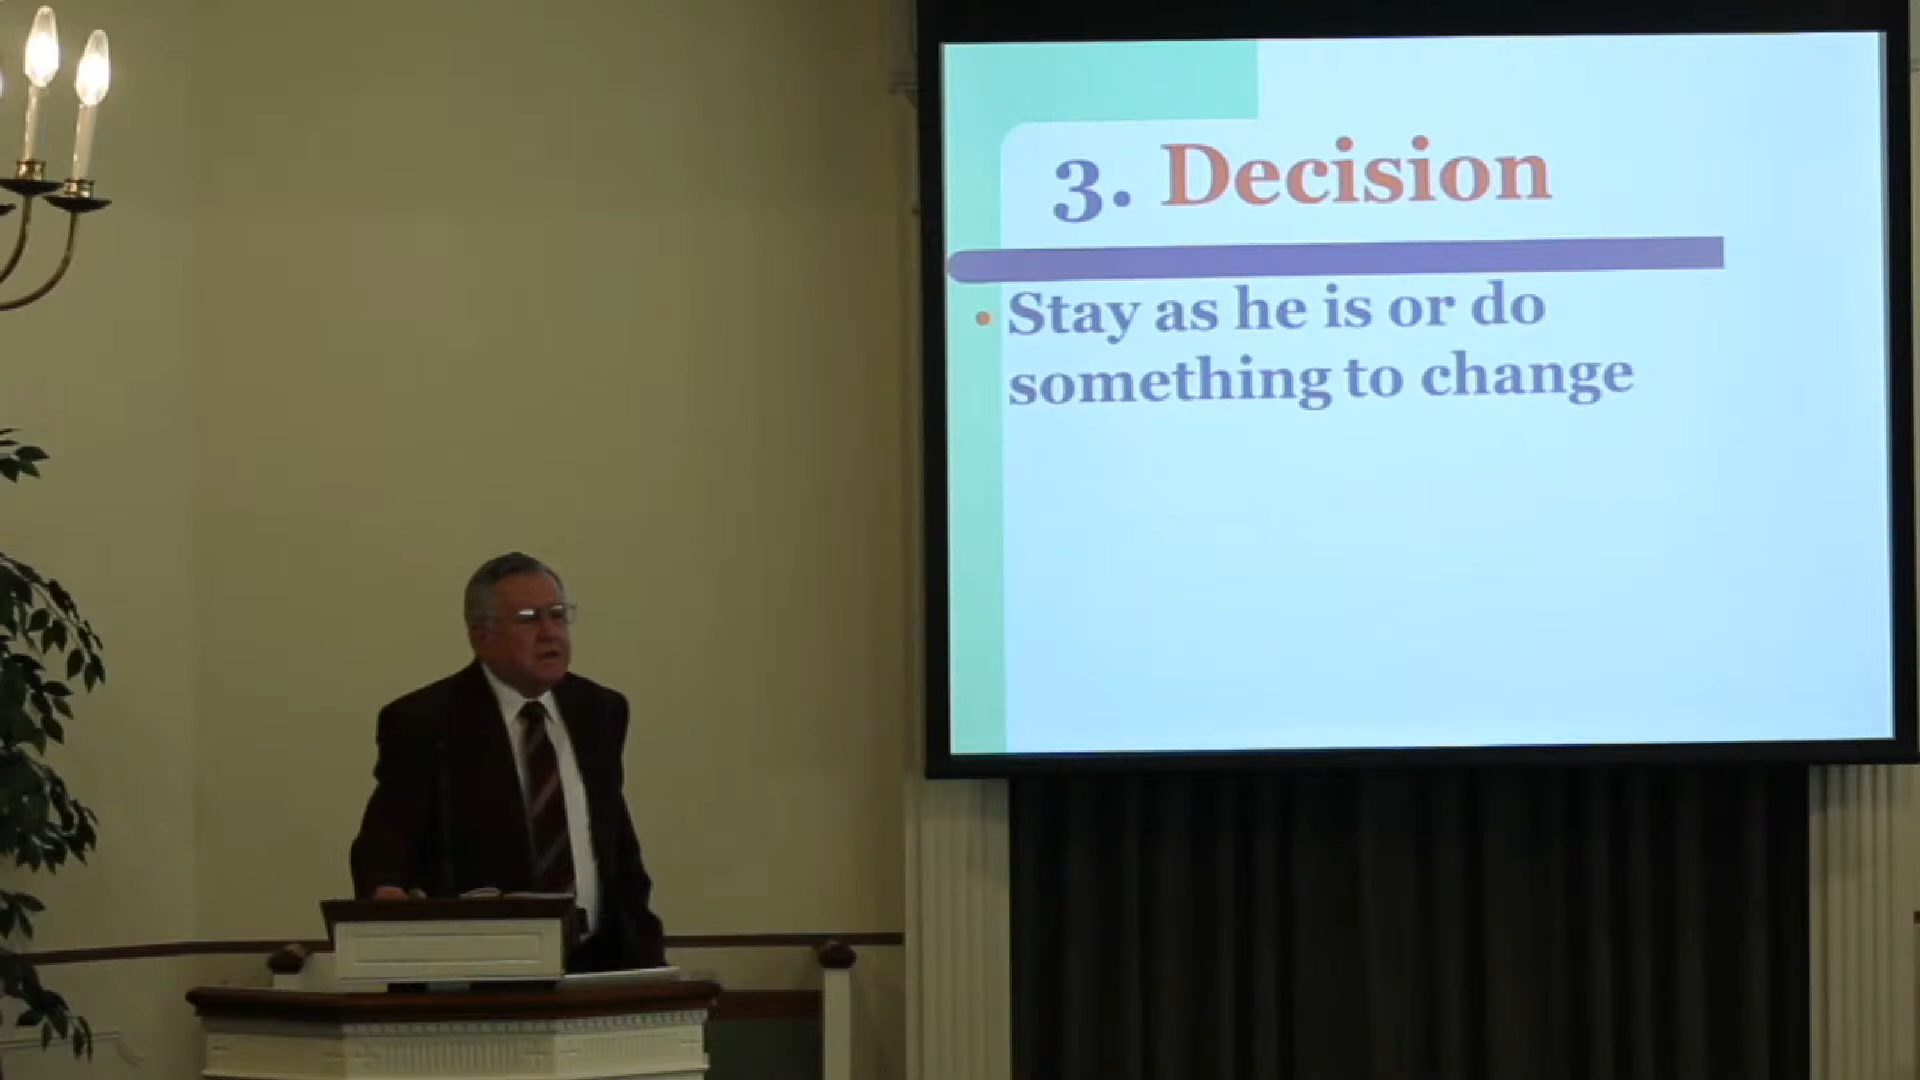 3. Decision
• Stay as he is or do
something to change